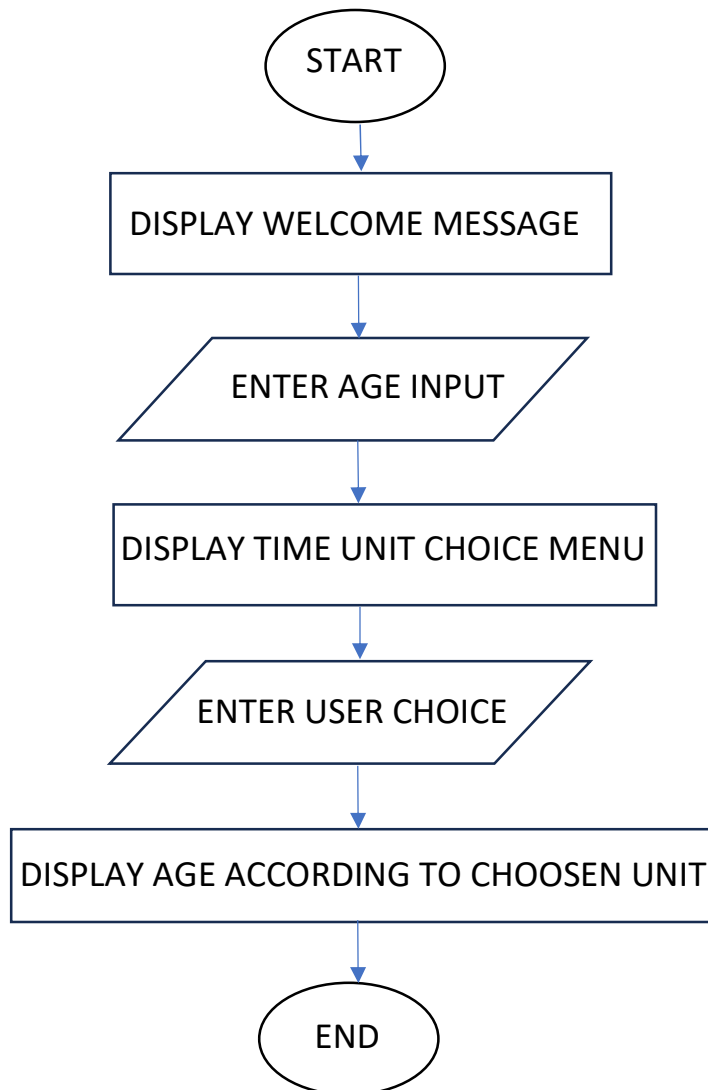 START
DISPLAY WELCOME MESSAGE
ENTER AGE INPUT
DISPLAY TIME UNIT CHOICE MENU
ENTER USER CHOICE
DISPLAY AGE ACCORDING TO CHOOSEN UNIT
END